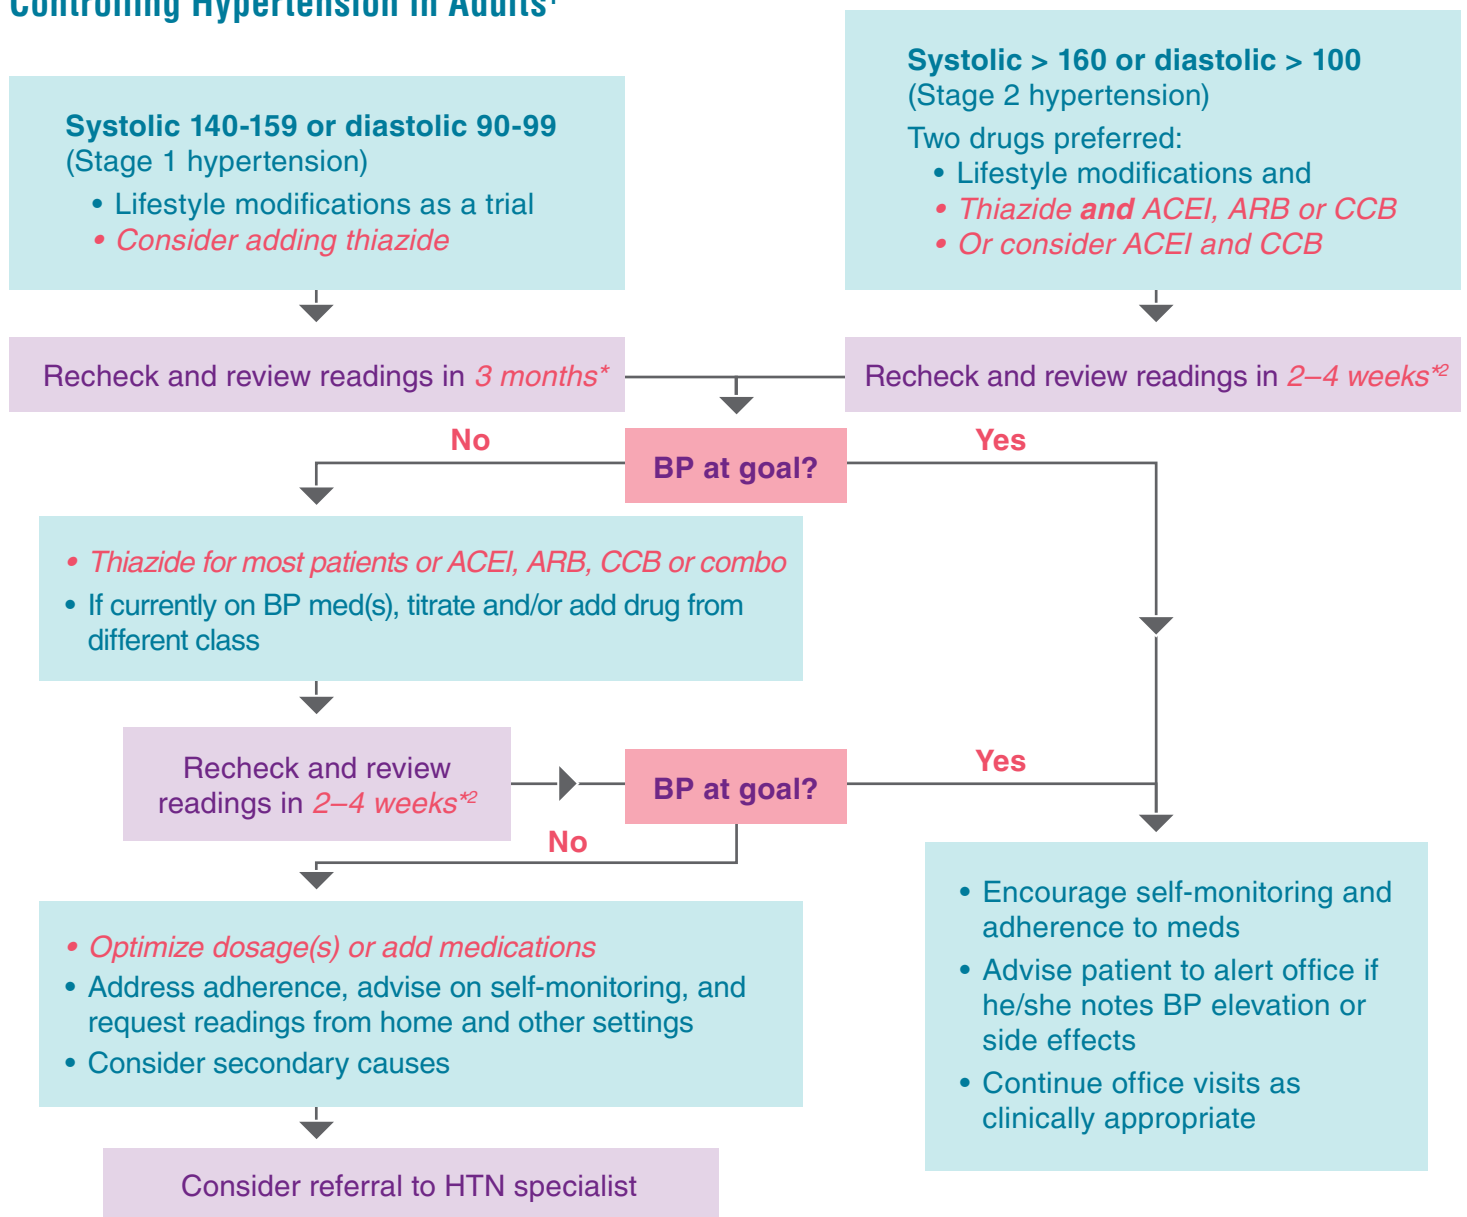 Controlling Hypertension in Adults¹
Systolic 140-159 or diastolic 90-99
(Stage 1 hypertension)
• Lifestyle modifications as a trial
• Consider adding thiazide
Systolic > 160 or diastolic > 100
(Stage 2 hypertension)
Two drugs preferred:
• Lifestyle modifications and
• Thiazide and ACEI, ARB or CCB
• Or consider ACEI and CCB
Recheck and review readings in 3 months*
Recheck and review readings in 2–4 weeks*²
BP at goal?
No
Yes
• Thiazide for most patients or ACEI, ARB, CCB or combo
• If currently on BP med(s), titrate and/or add drug from
different class
Recheck and review
readings in 2–4 weeks*²
BP at goal?
Yes
No
• Optimize dosage(s) or add medications
• Address adherence, advise on self-monitoring, and
request readings from home and other settings
• Consider secondary causes
• Encourage self-monitoring and
adherence to meds
• Advise patient to alert office if
he/she notes BP elevation or
side effects
• Continue office visits as
clinically appropriate
Consider referral to HTN specialist